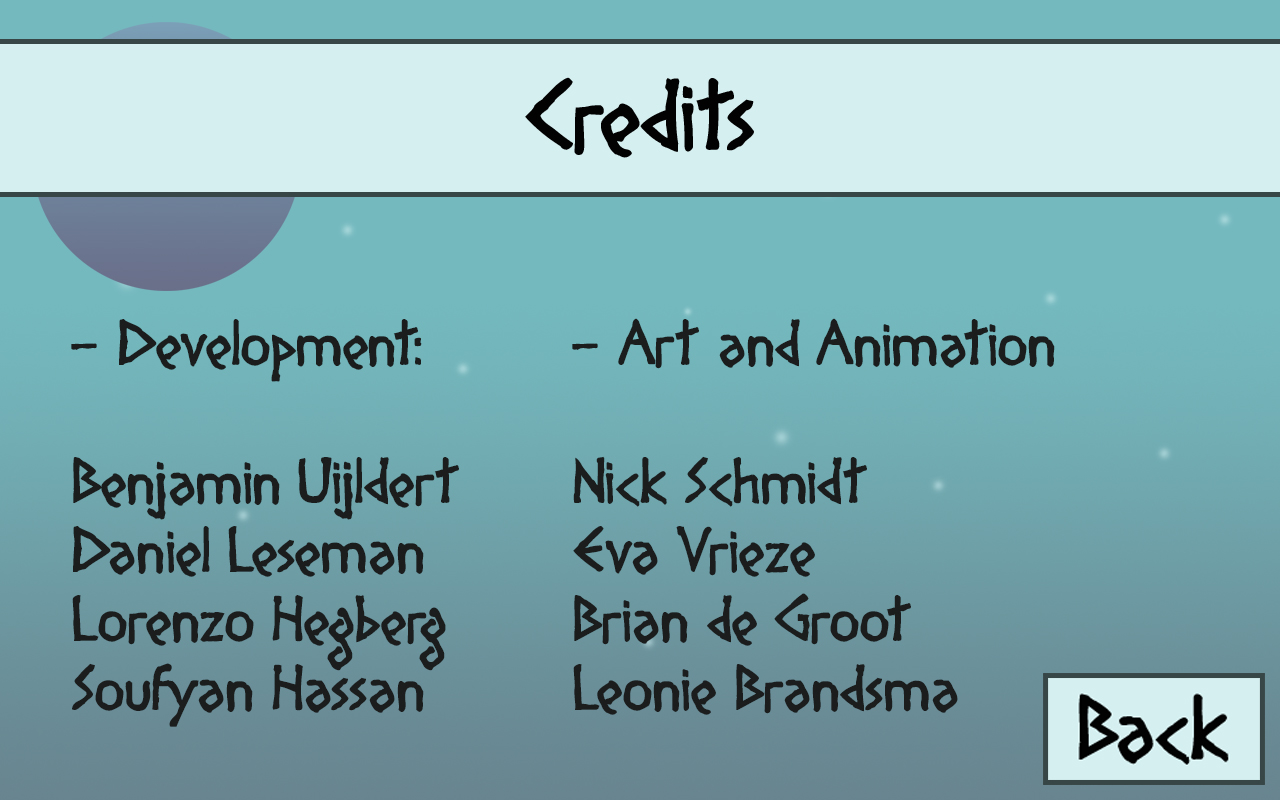 Credits
- Development:
Benjamin Uijldert
Daniel Leseman
Lorenzo Hegberg
Soufyan Hassan
- Art and Animation
Nick Schmidt
Eva Vrieze
Brian de Groot
Leonie Brandsma
Back